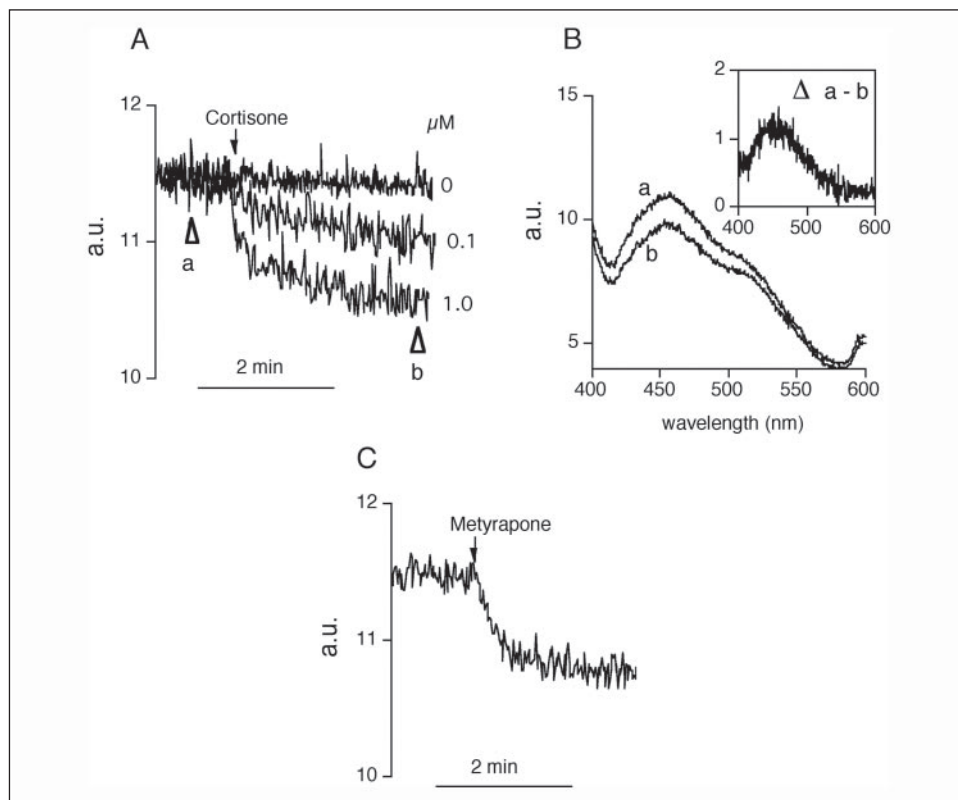 A
12
11
10
a.u.
Cortisone
µM
0
0.1
1.0
a
b
2 min
B
15
10
5
a.u.
a
b
400
450
500
550
600
wavelength (nm)
2
1
0
Δ a - b
400
500
600
C
12
11
10
a.u.
Metyrapone
2 min